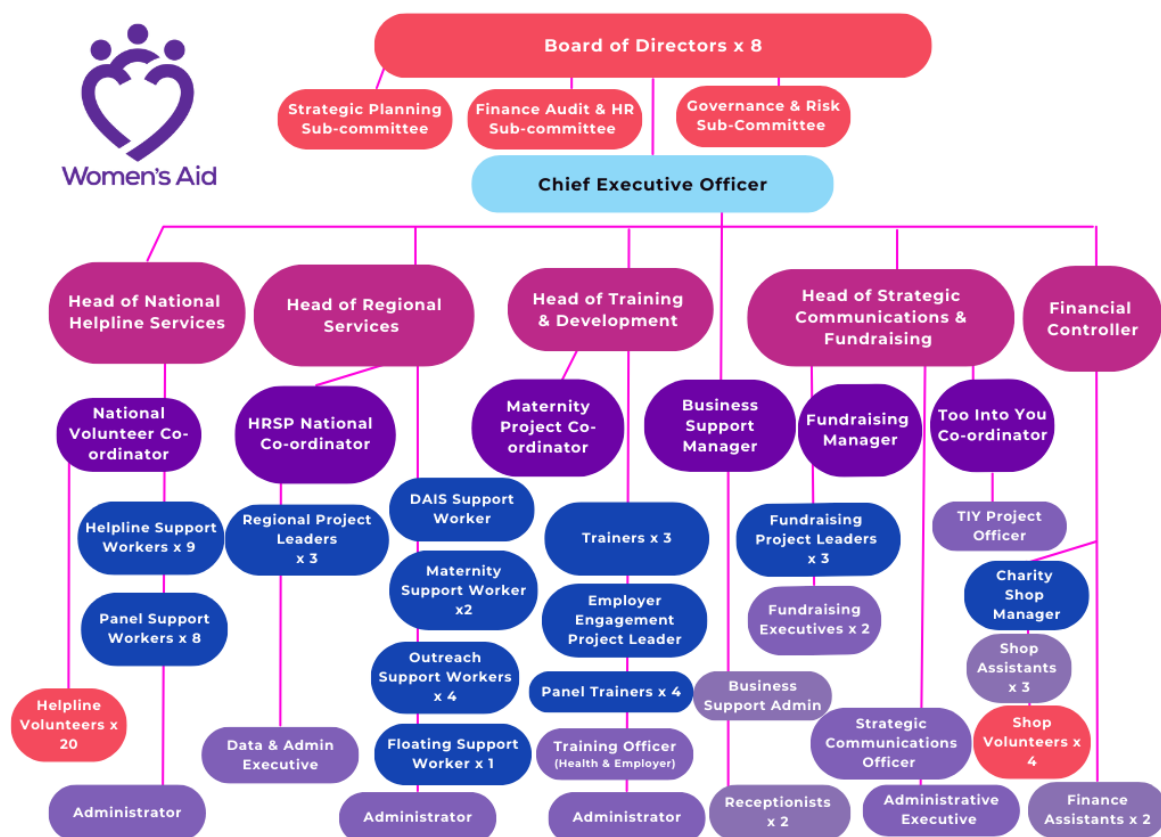 Board of Directors x 8
Strategic Planning
Sub-committee
Finance Audit & HR
Sub-committee
Governance & Risk
Sub-Committee
Women's Aid
Chief Executive Officer
Head of National
Helpline Services
Head of Regional
Services
Head of Training
& Development
Head of Strategic
Communications &
Fundraising
Financial
Controller
National
Volunteer Co-
ordinator
HRSP National
Co-ordinator
Maternity
Project Co-
ordinator
Business
Support
Manager
Fundraising
Manager
Too Into You
Co-ordinator
Helpline Support
Workers x 9
Regional Project
Leaders
x 3
DAIS Support
Worker
Trainers x 3
Fundraising
Project Leaders
x 3
TIY Project
Officer
Panel Support
Workers x 8
Maternity
Support Worker
x2
Employer
Engagement
Project Leader
Fundraising
Executives x 2
Charity
Shop
Manager
Outreach
Support Workers
x 4
Panel Trainers x 4
Business
Support Admin
Shop
Assistants
x 3
Helpline
Volunteers x
20
Data & Admin
Executive
Floating Support
Worker x 1
Training Officer
(Health & Employer)
Strategic
Communications
Officer
Shop
Volunteers x
4
Administrator
Administrator
Administrator
Receptionists
x 2
Administrative
Executive
Finance
Assistants x 2